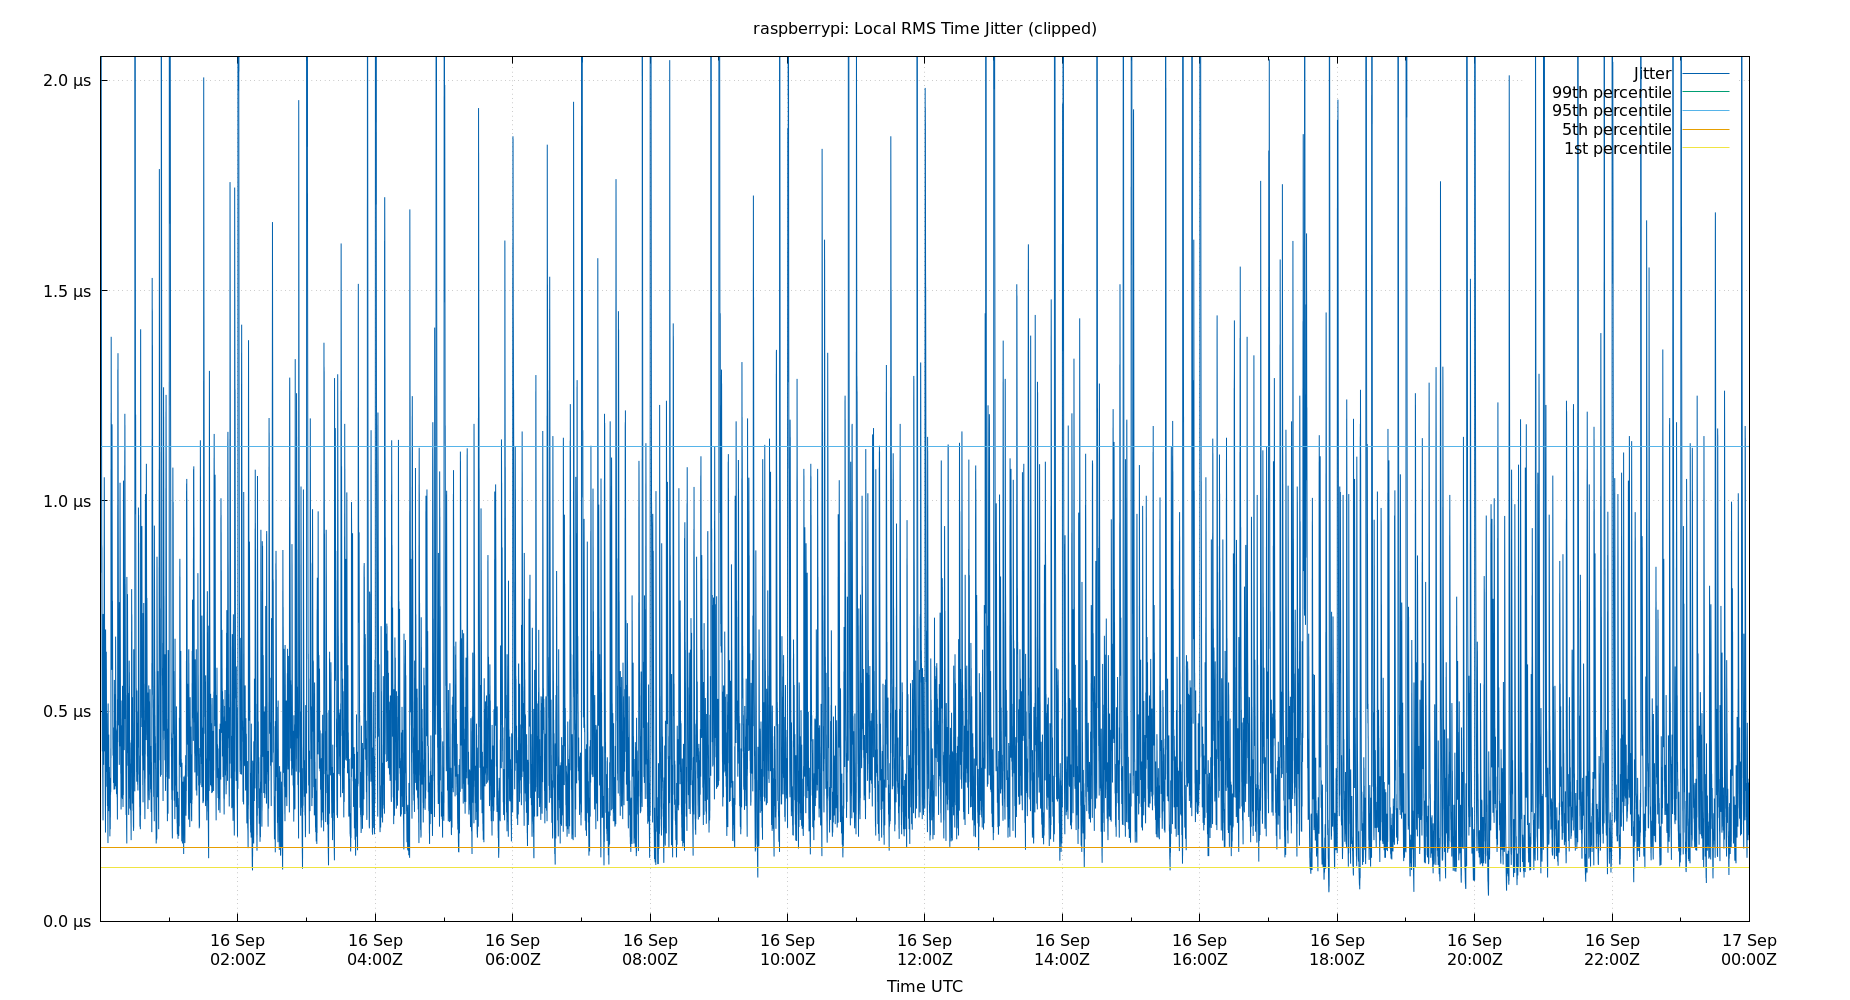 raspberrypi: Local RMS Time Jitter (clipped)
2.0 µs
1.5 µs
1.0 µs
0.5 µs
0.0 µs
Jitter
99th percentile
95th percentile
5th percentile
1st percentile
16 Sep 16 Sep 16 Sep 16 Sep 16 Sep 16 Sep 16 Sep 16 Sep 16 Sep 16 Sep 16 Sep 17 Sep
02:00Z 04:00Z 06:00Z 08:00Z 10:00Z 12:00Z 14:00Z 16:00Z 18:00Z 20:00Z 22:00Z 00:00Z
Time UTC